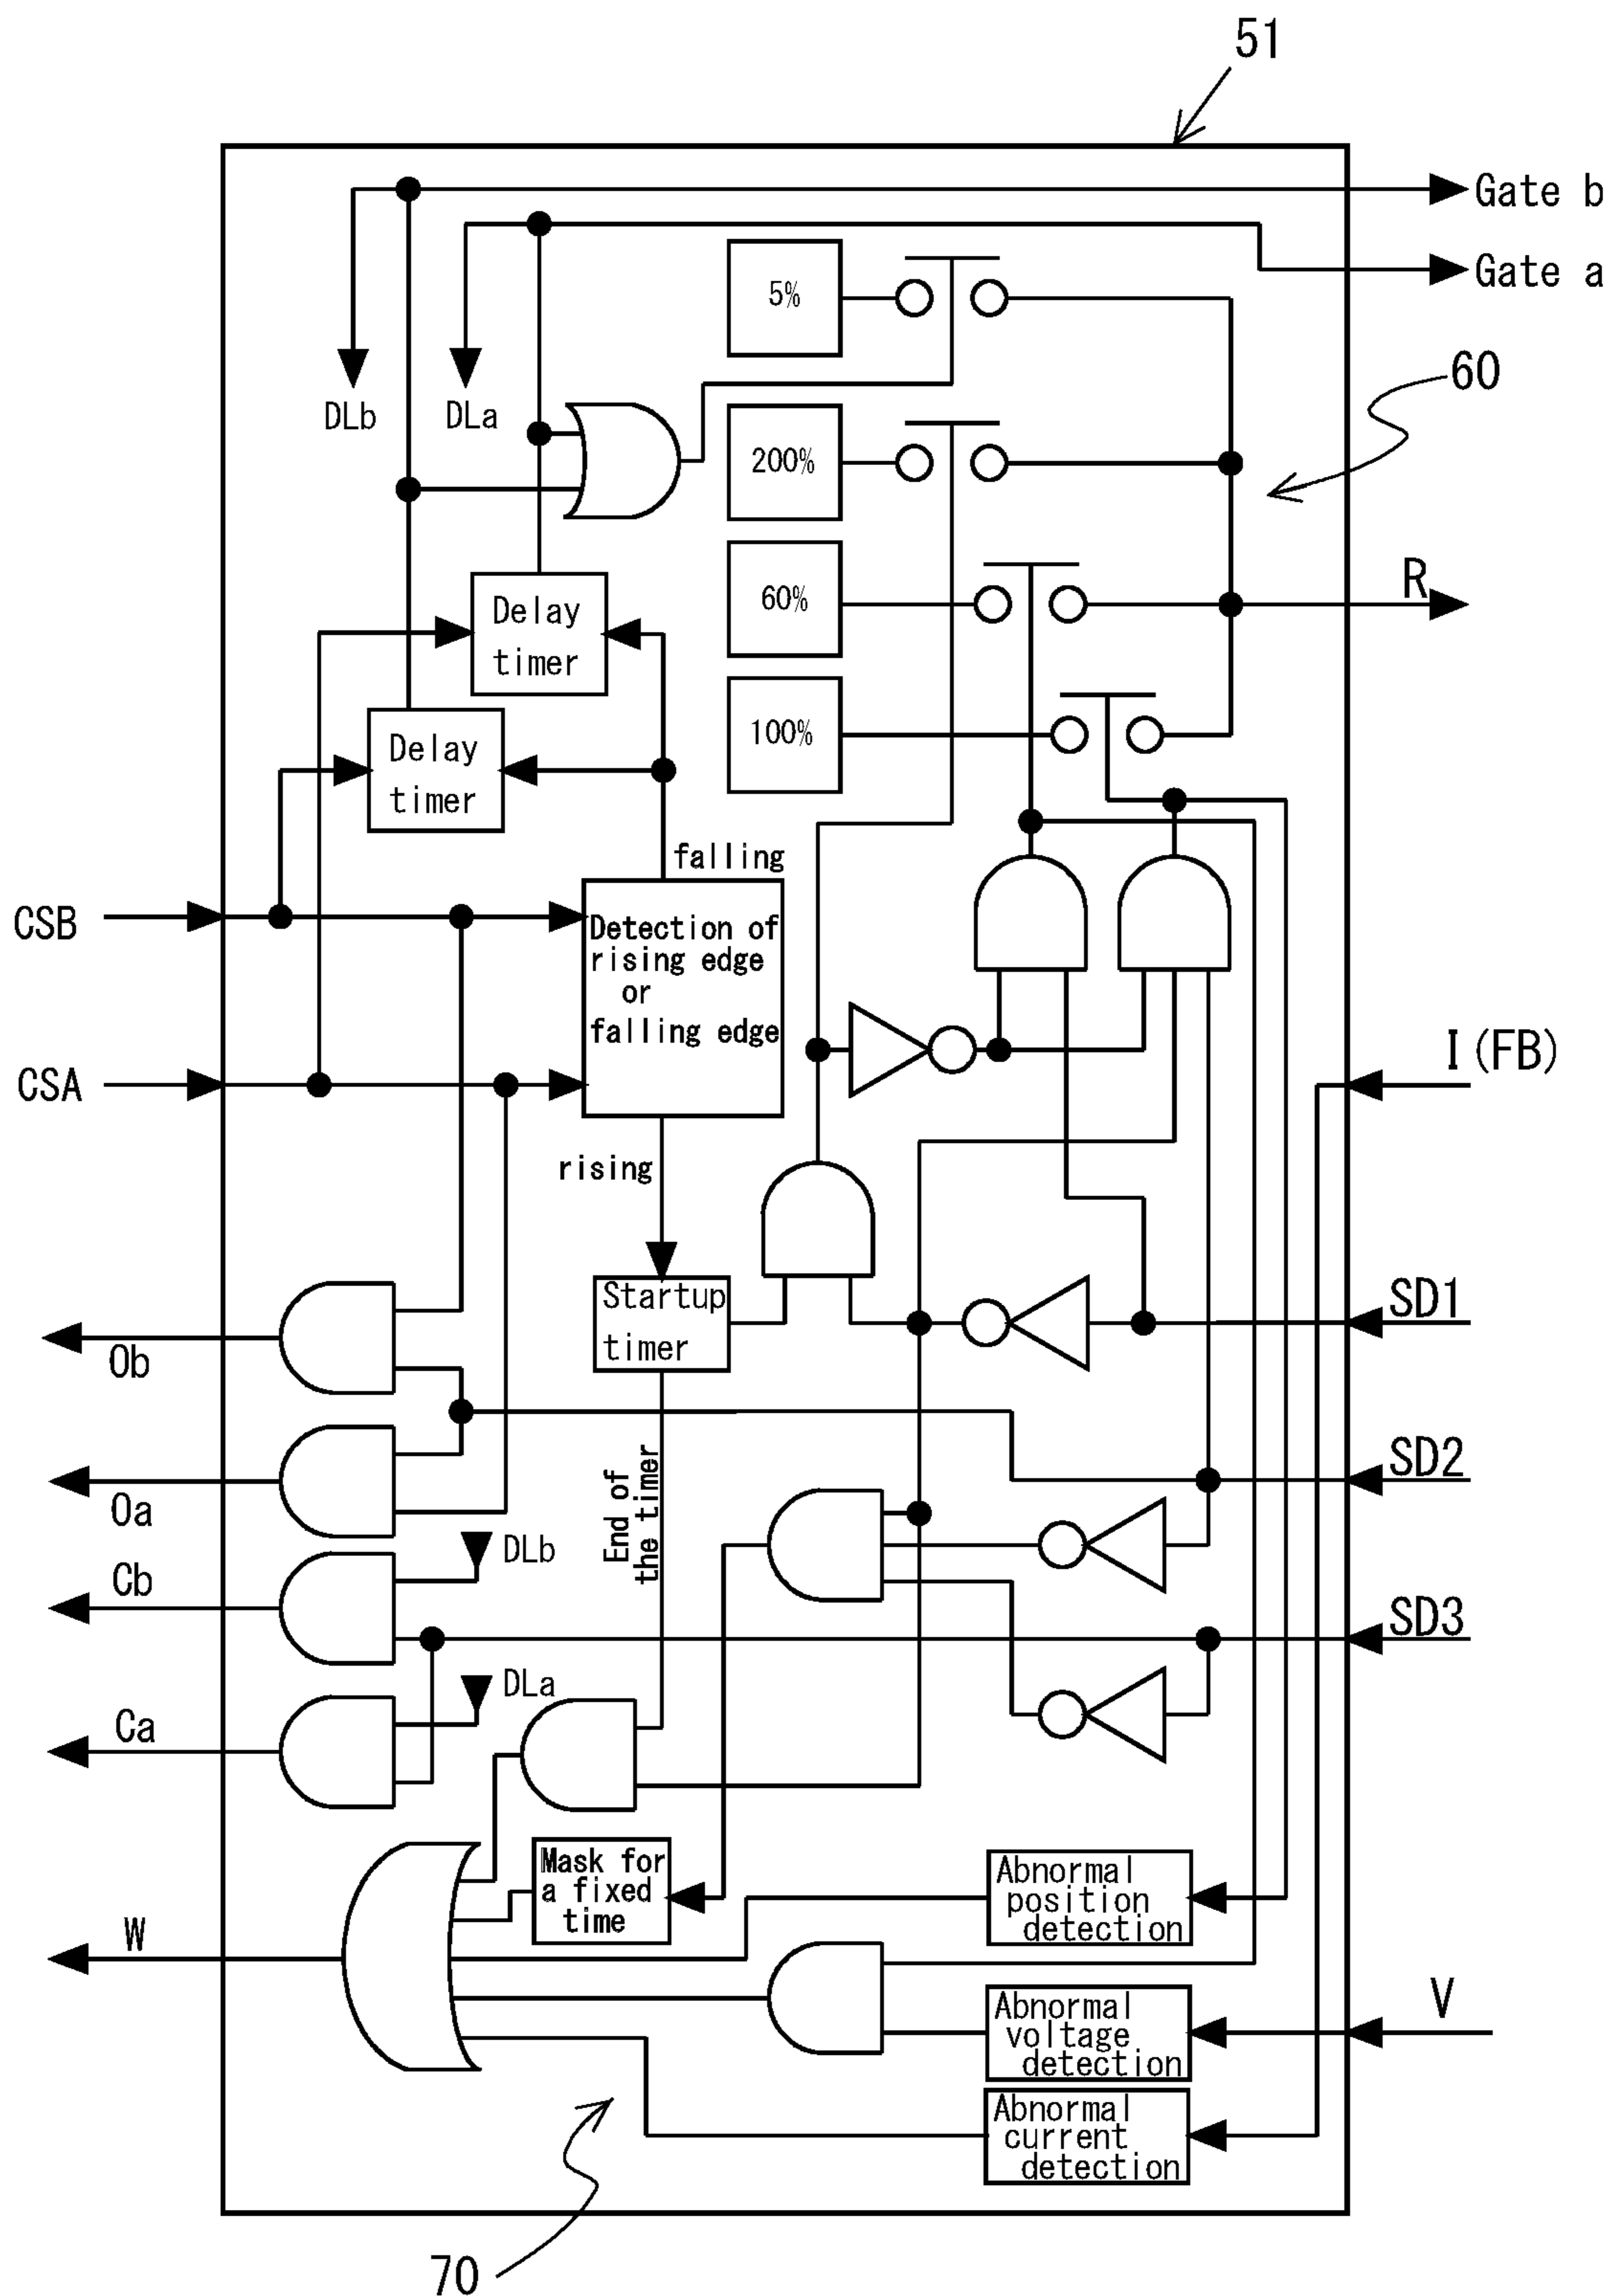 51
Gate b
Gate a
5%
60
DLb
DLa
200%
R
60%
Delay
timer
100%
Delay
timer
falling
CSB
Detection of
rising edge
or
falling edge
I (FB)
CSA
rising
SD1
Startup
timer
Ob
SD2
End of
the timer
Oa
DLb
Cb
SD3
DLa
Ca
Mask for
a fixed
time
Abnormal
position
detection
W
V
Abnormal
voltage
detection
Abnormal
current
detection
70